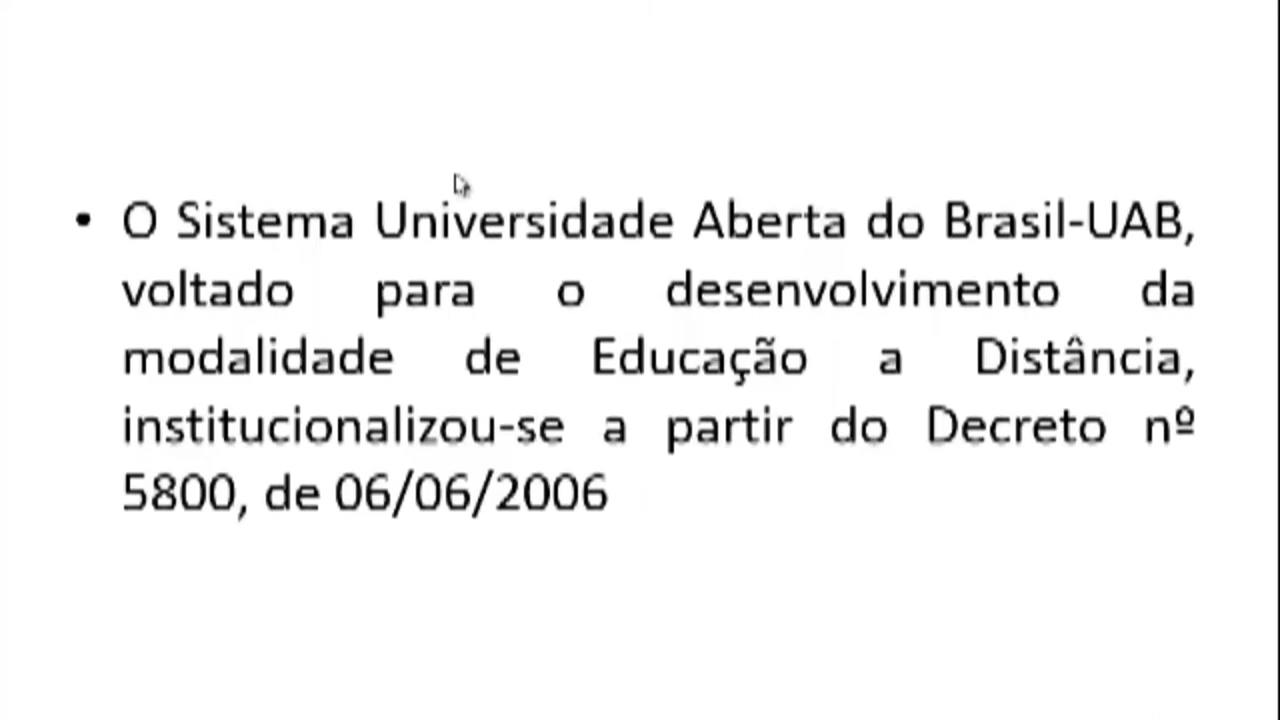 • O Sistema Universidade Aberta do Brasil-UAB,
voltado para o desenvolvimento da
modalidade de Educação a Distância,
institucionalizou-se a partir do Decreto nº
5800, de 06/06/2006